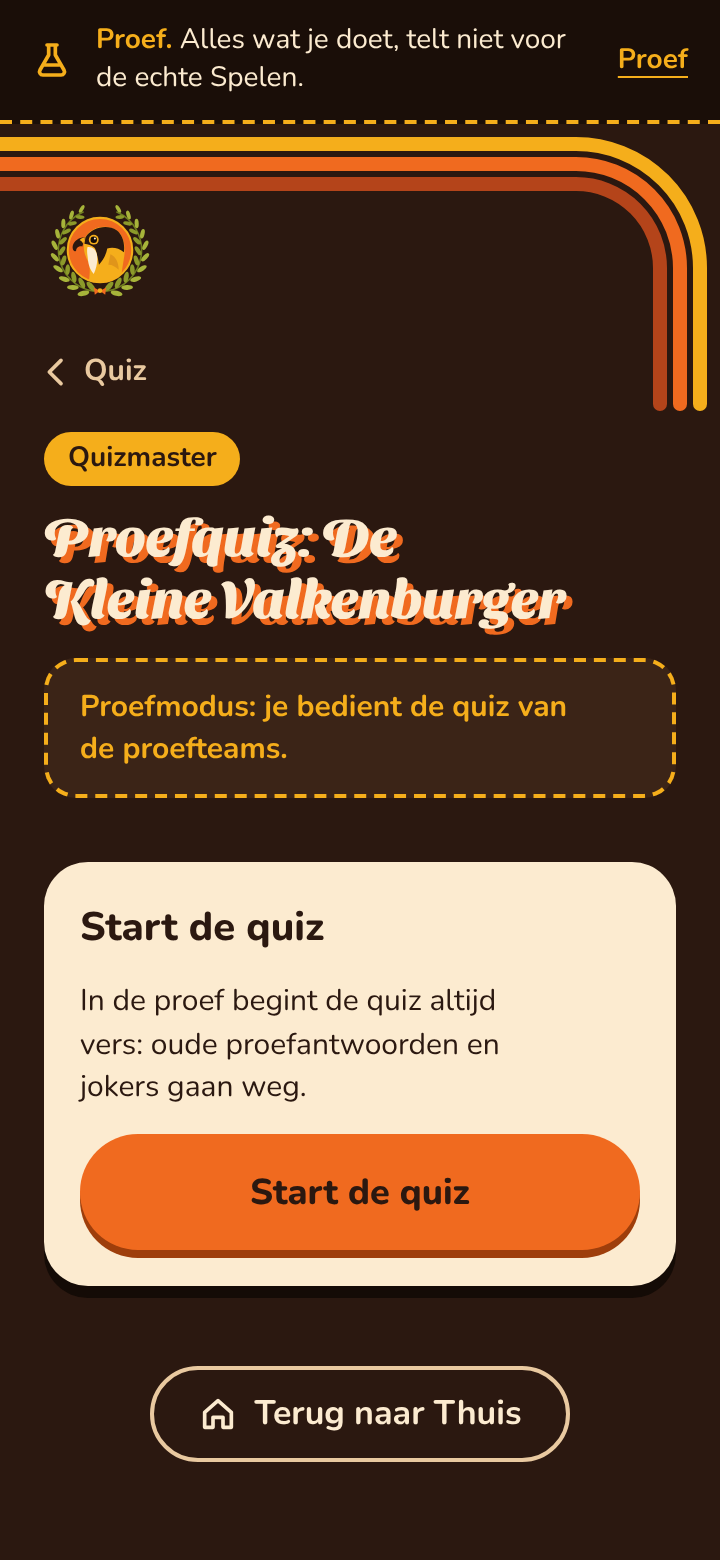 Proef. Alles wat je doet, telt niet voor
de echte Spelen.
Proef
Quiz
Quizmaster
Proefquiz: De
Kleine Valkenburger
Proefmodus: je bedient de quiz van
de proefteams.
Start de quiz
In de proef begint de quiz altijd
vers: oude proefantwoorden en
jokers gaan weg.
Start de quiz
Terug naar Thuis